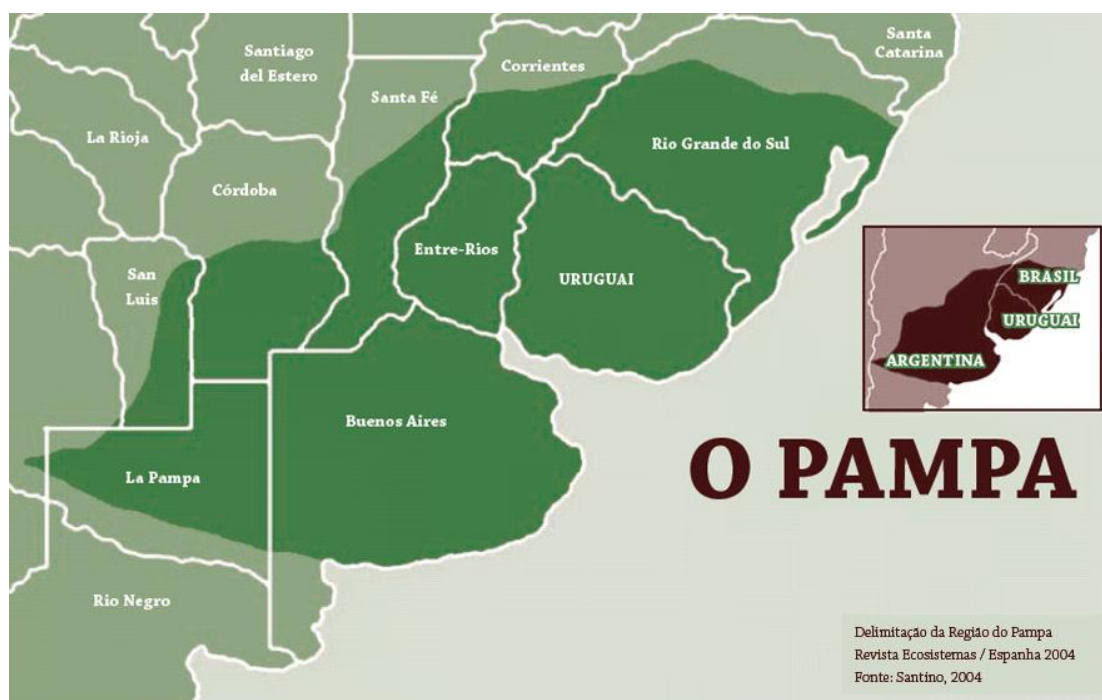 Santa
Catarina
Santiago
del Estero
Corrientes
Santa Fé
La Rioja
Rio Grande do Sul
Córdoba
Entre-Rios
San
Luis
URUGUAI
BRASIL
URUGUAI
ARGENTINA
Buenos Aires
La Pampa
O PAMPA
Rio Negro
Delimitação da Região do Pampa
Revista Ecosistemas / Espanha 2004
Fonte: Santino, 2004